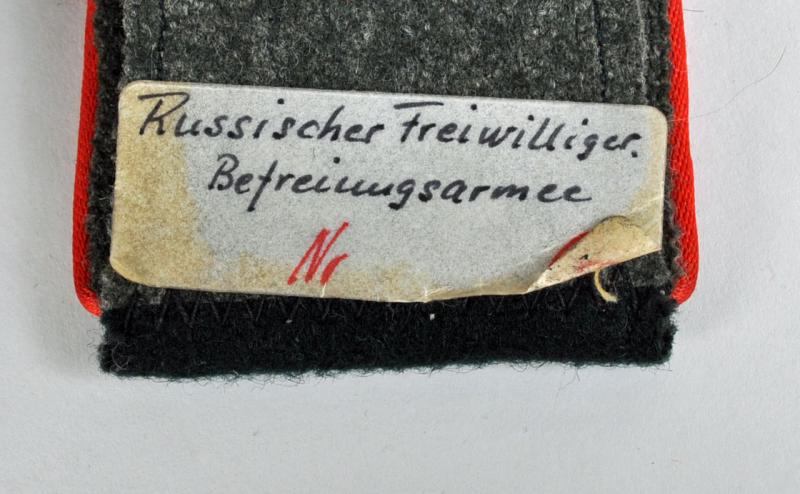 Russischer Freiwilliger.
Befreiungsarmee
Nr